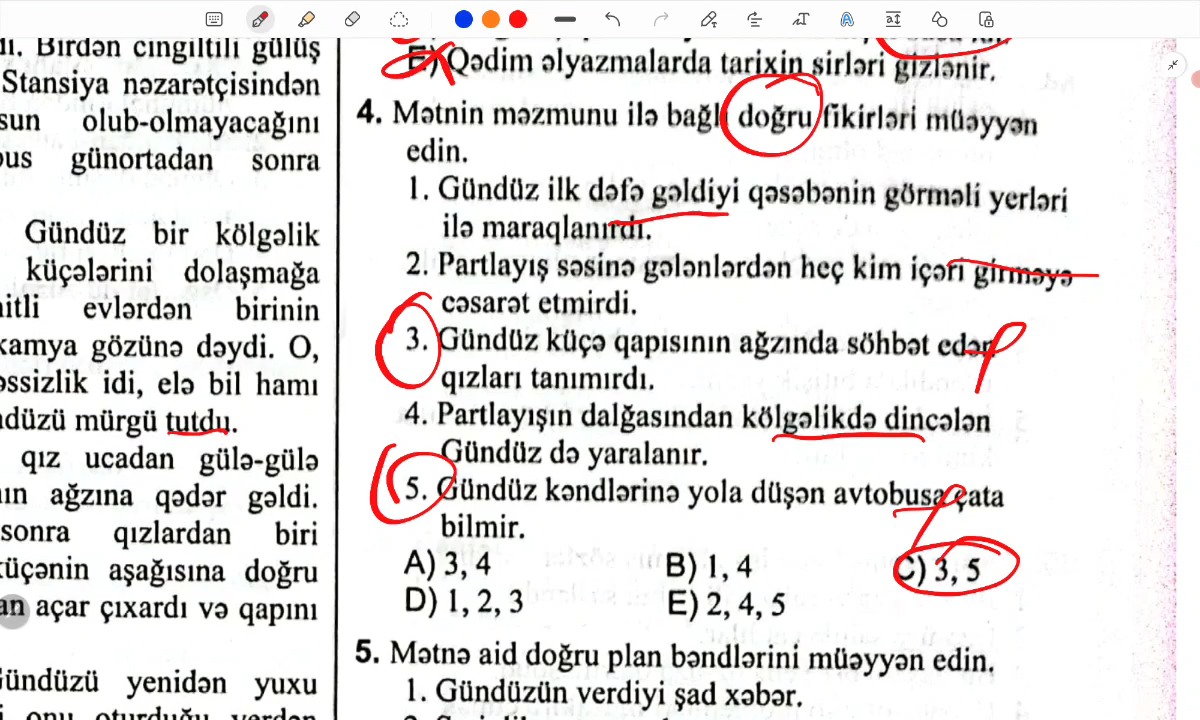 dı. Birdən cingiltili gülüş
Stansiya nəzarətçisindən
sun olub-olmayacağını
bus günortadan sonra
Gündüz bir kölgəlik
küçələrini dolaşmağa
nitli evlərdən birinin
kamya gözünə dəydi. O,
əssizlik idi, elə bil hamı
ndüzü mürgü tutdu.
qız ucadan gülə-gülə
ın ağzına qədər gəldi.
sonra qızlardan biri
küçənin aşağısına doğru
an açar çıxardı və qapını
Gündüzü yenidən yuxu
onu oturduğu yerdən
E) Qədim əlyazmalarda tarixin sirləri gizlənir.
4. Mətnin məzmunu ilə bağlı doğru fikirləri müəyyən
edin.
1. Gündüz ilk dəfə gəldiyi qəsəbənin görməli yerləri
ilə maraqlanırdı.
2. Partlayış səsinə gələnlərdən heç kim içəri girməyə
cəsarət etmirdi.
3. Gündüz küçə qapısının ağzında söhbət edən
qızları tanımırdı.
4. Partlayışın dalğasından kölgəlikdə dincələn
Gündüz də yaralanır.
5. Gündüz kəndlərinə yola düşən avtobusa çata
bilmir.
A) 3, 4 B) 1, 4 C) 3, 5
D) 1, 2, 3 E) 2, 4, 5
5. Mətnə aid doğru plan bəndlərini müəyyən edin.
1. Gündüzün verdiyi şad xəbər.